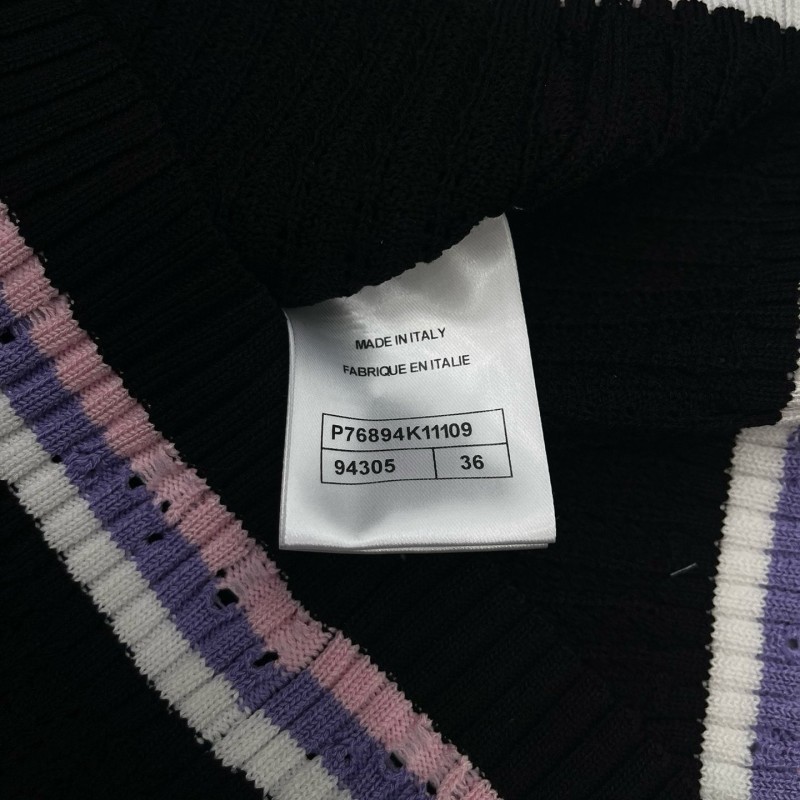 MADE IN ITALY
FABRIQUE EN ITALIE
P76894K11109
94305 36